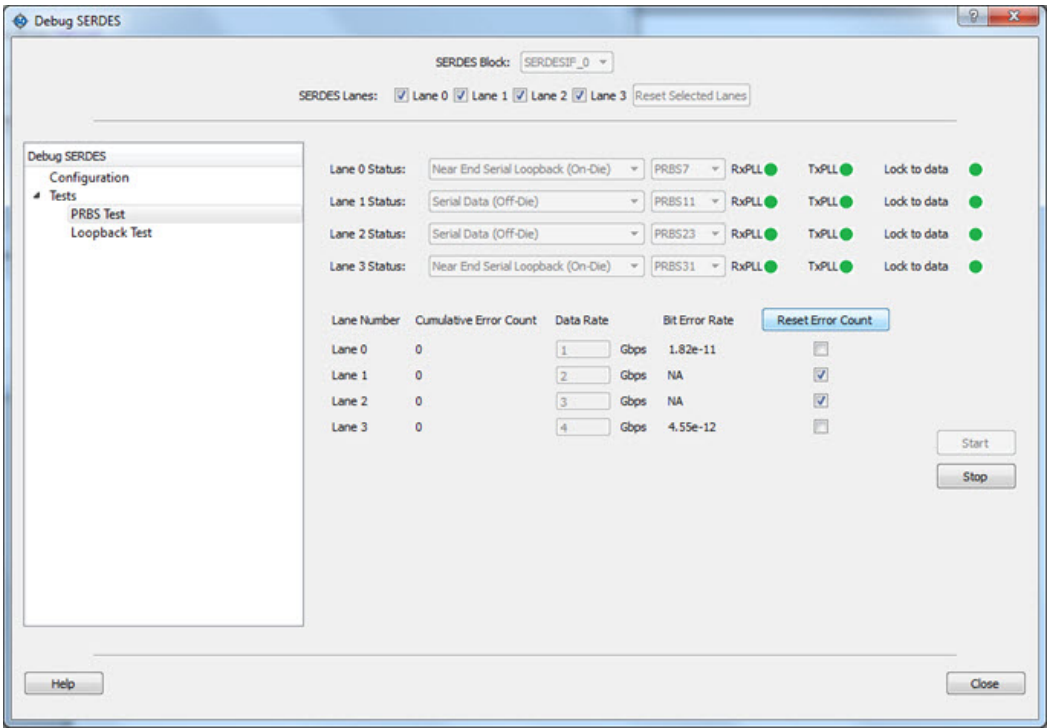 Debug SERDES
SERDES Block: SERDESIF_0
SERDES Lanes: Lane 0 Lane 1 Lane 2 Lane 3 Reset Selected Lanes
Debug SERDES
Configuration
Tests
PRBS Test
Loopback Test
Lane 0 Status: Near End Serial Loopback (On-Die) PRBS7 RxPLL TxPLL Lock to data
Lane 1 Status: Serial Data (Off-Die) PRBS11 RxPLL TxPLL Lock to data
Lane 2 Status: Serial Data (Off-Die) PRBS23 RxPLL TxPLL Lock to data
Lane 3 Status: Near End Serial Loopback (On-Die) PRBS31 RxPLL TxPLL Lock to data
Lane Number Cumulative Error Count Data Rate Bit Error Rate Reset Error Count
Lane 0 0 1 Gbps 1.82e-11
Lane 1 0 2 Gbps NA
Lane 2 0 3 Gbps NA
Lane 3 0 4 Gbps 4.55e-12
Start
Stop
Help Close